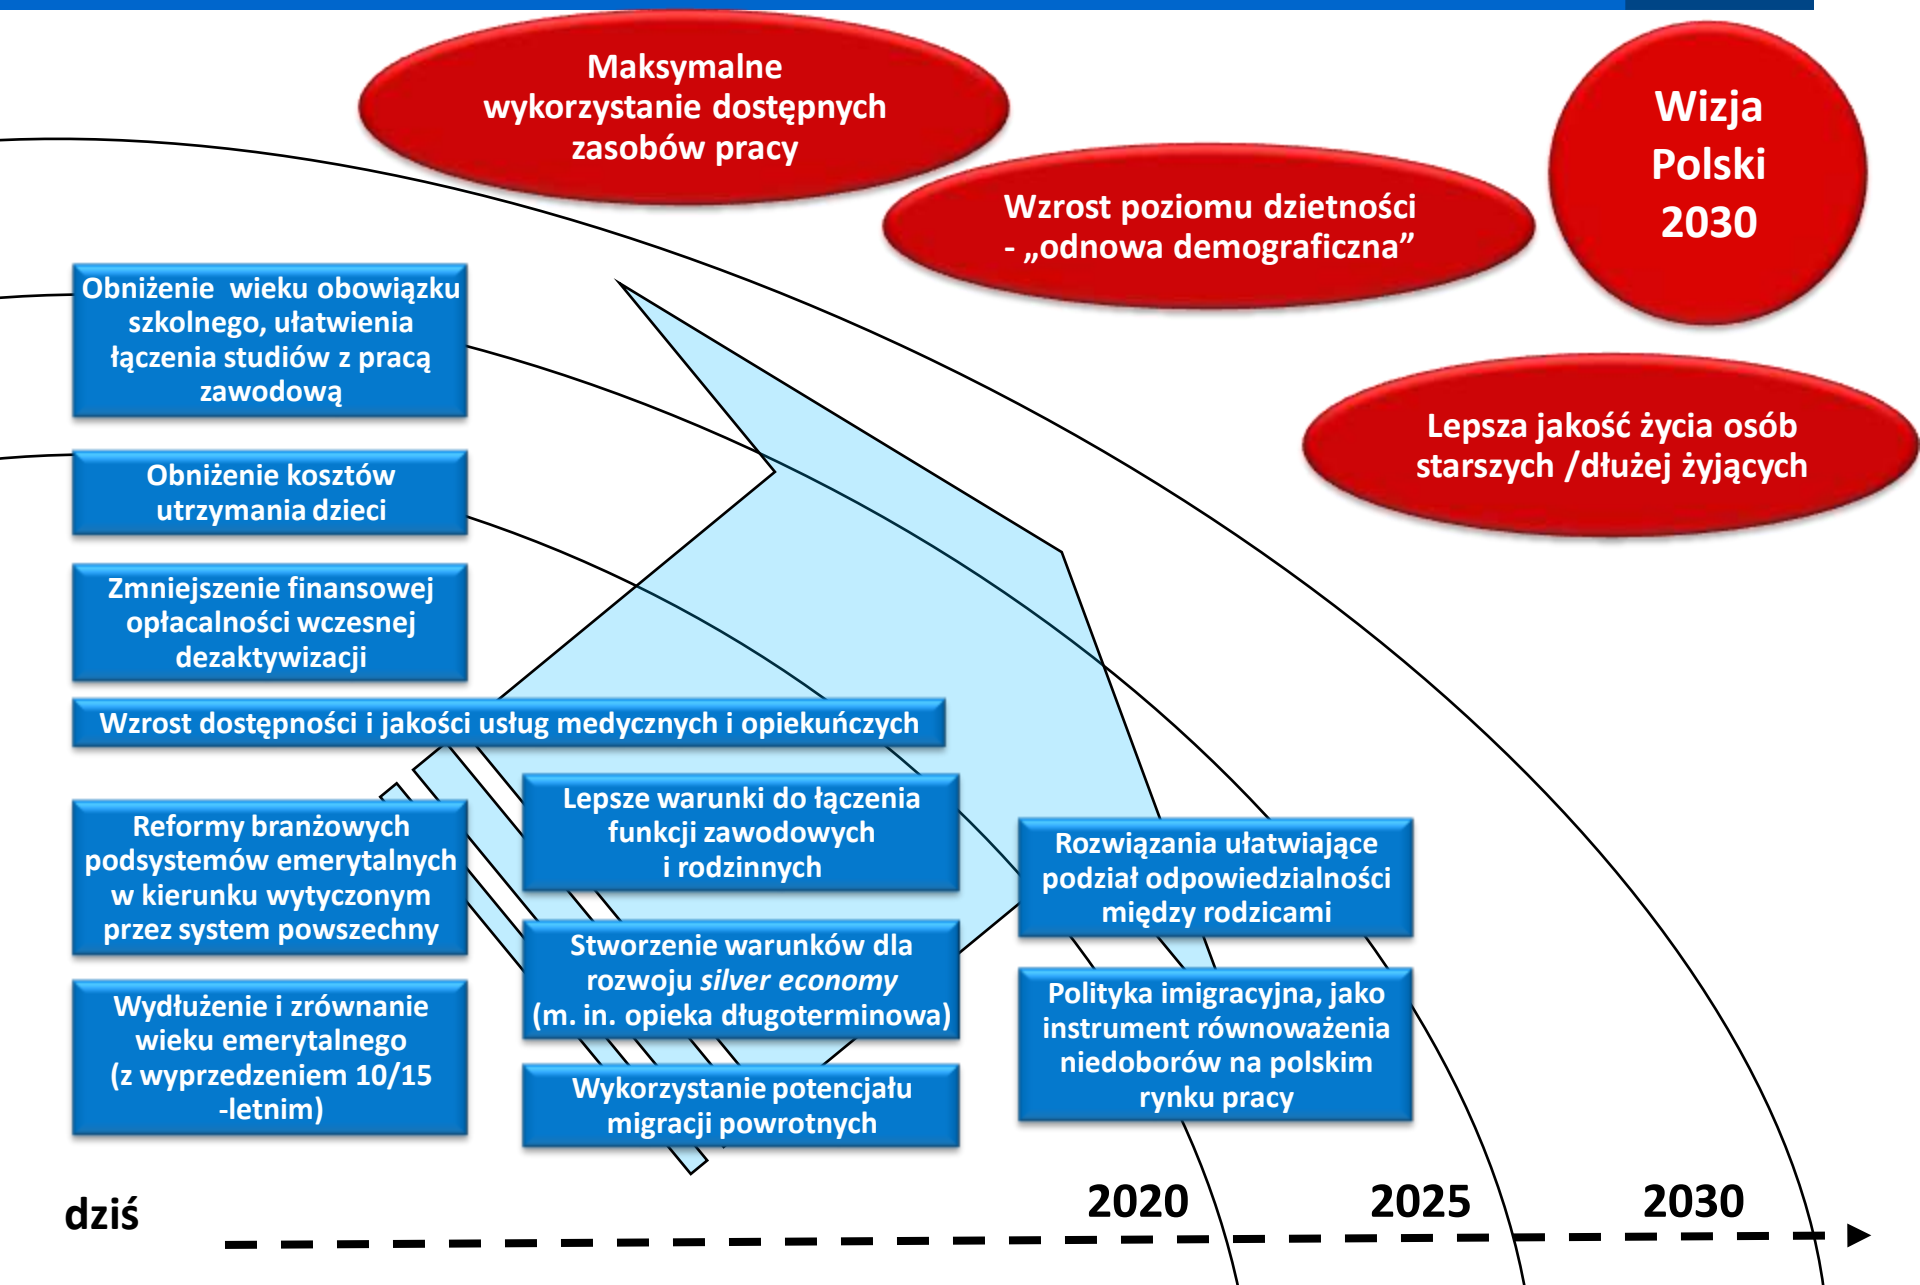 Maksymalne
wykorzystanie dostępnych
zasobów pracy
Wizja
Polski
2030
Wzrost poziomu dzietności
- „odnowa demograficzna”
Obniżenie wieku obowiązku
szkolnego, ułatwienia
łączenia studiów z pracą
zawodową
Lepsza jakość życia osób
starszych /dłużej żyjących
Obniżenie kosztów
utrzymania dzieci
Zmniejszenie finansowej
opłacalności wczesnej
dezaktywizacji
Wzrost dostępności i jakości usług medycznych i opiekuńczych
Reformy branżowych
podsystemów emerytalnych
w kierunku wytyczonym
przez system powszechny
Lepsze warunki do łączenia
funkcji zawodowych
i rodzinnych
Rozwiązania ułatwiające
podział odpowiedzialności
między rodzicami
Stworzenie warunków dla
rozwoju silver economy
(m. in. opieka długoterminowa)
Wydłużenie i zrównanie
wieku emerytalnego
(z wyprzedzeniem 10/15
-letnim)
Polityka imigracyjna, jako
instrument równoważenia
niedoborów na polskim
rynku pracy
Wykorzystanie potencjału
migracji powrotnych
dziś
2020
2025
2030